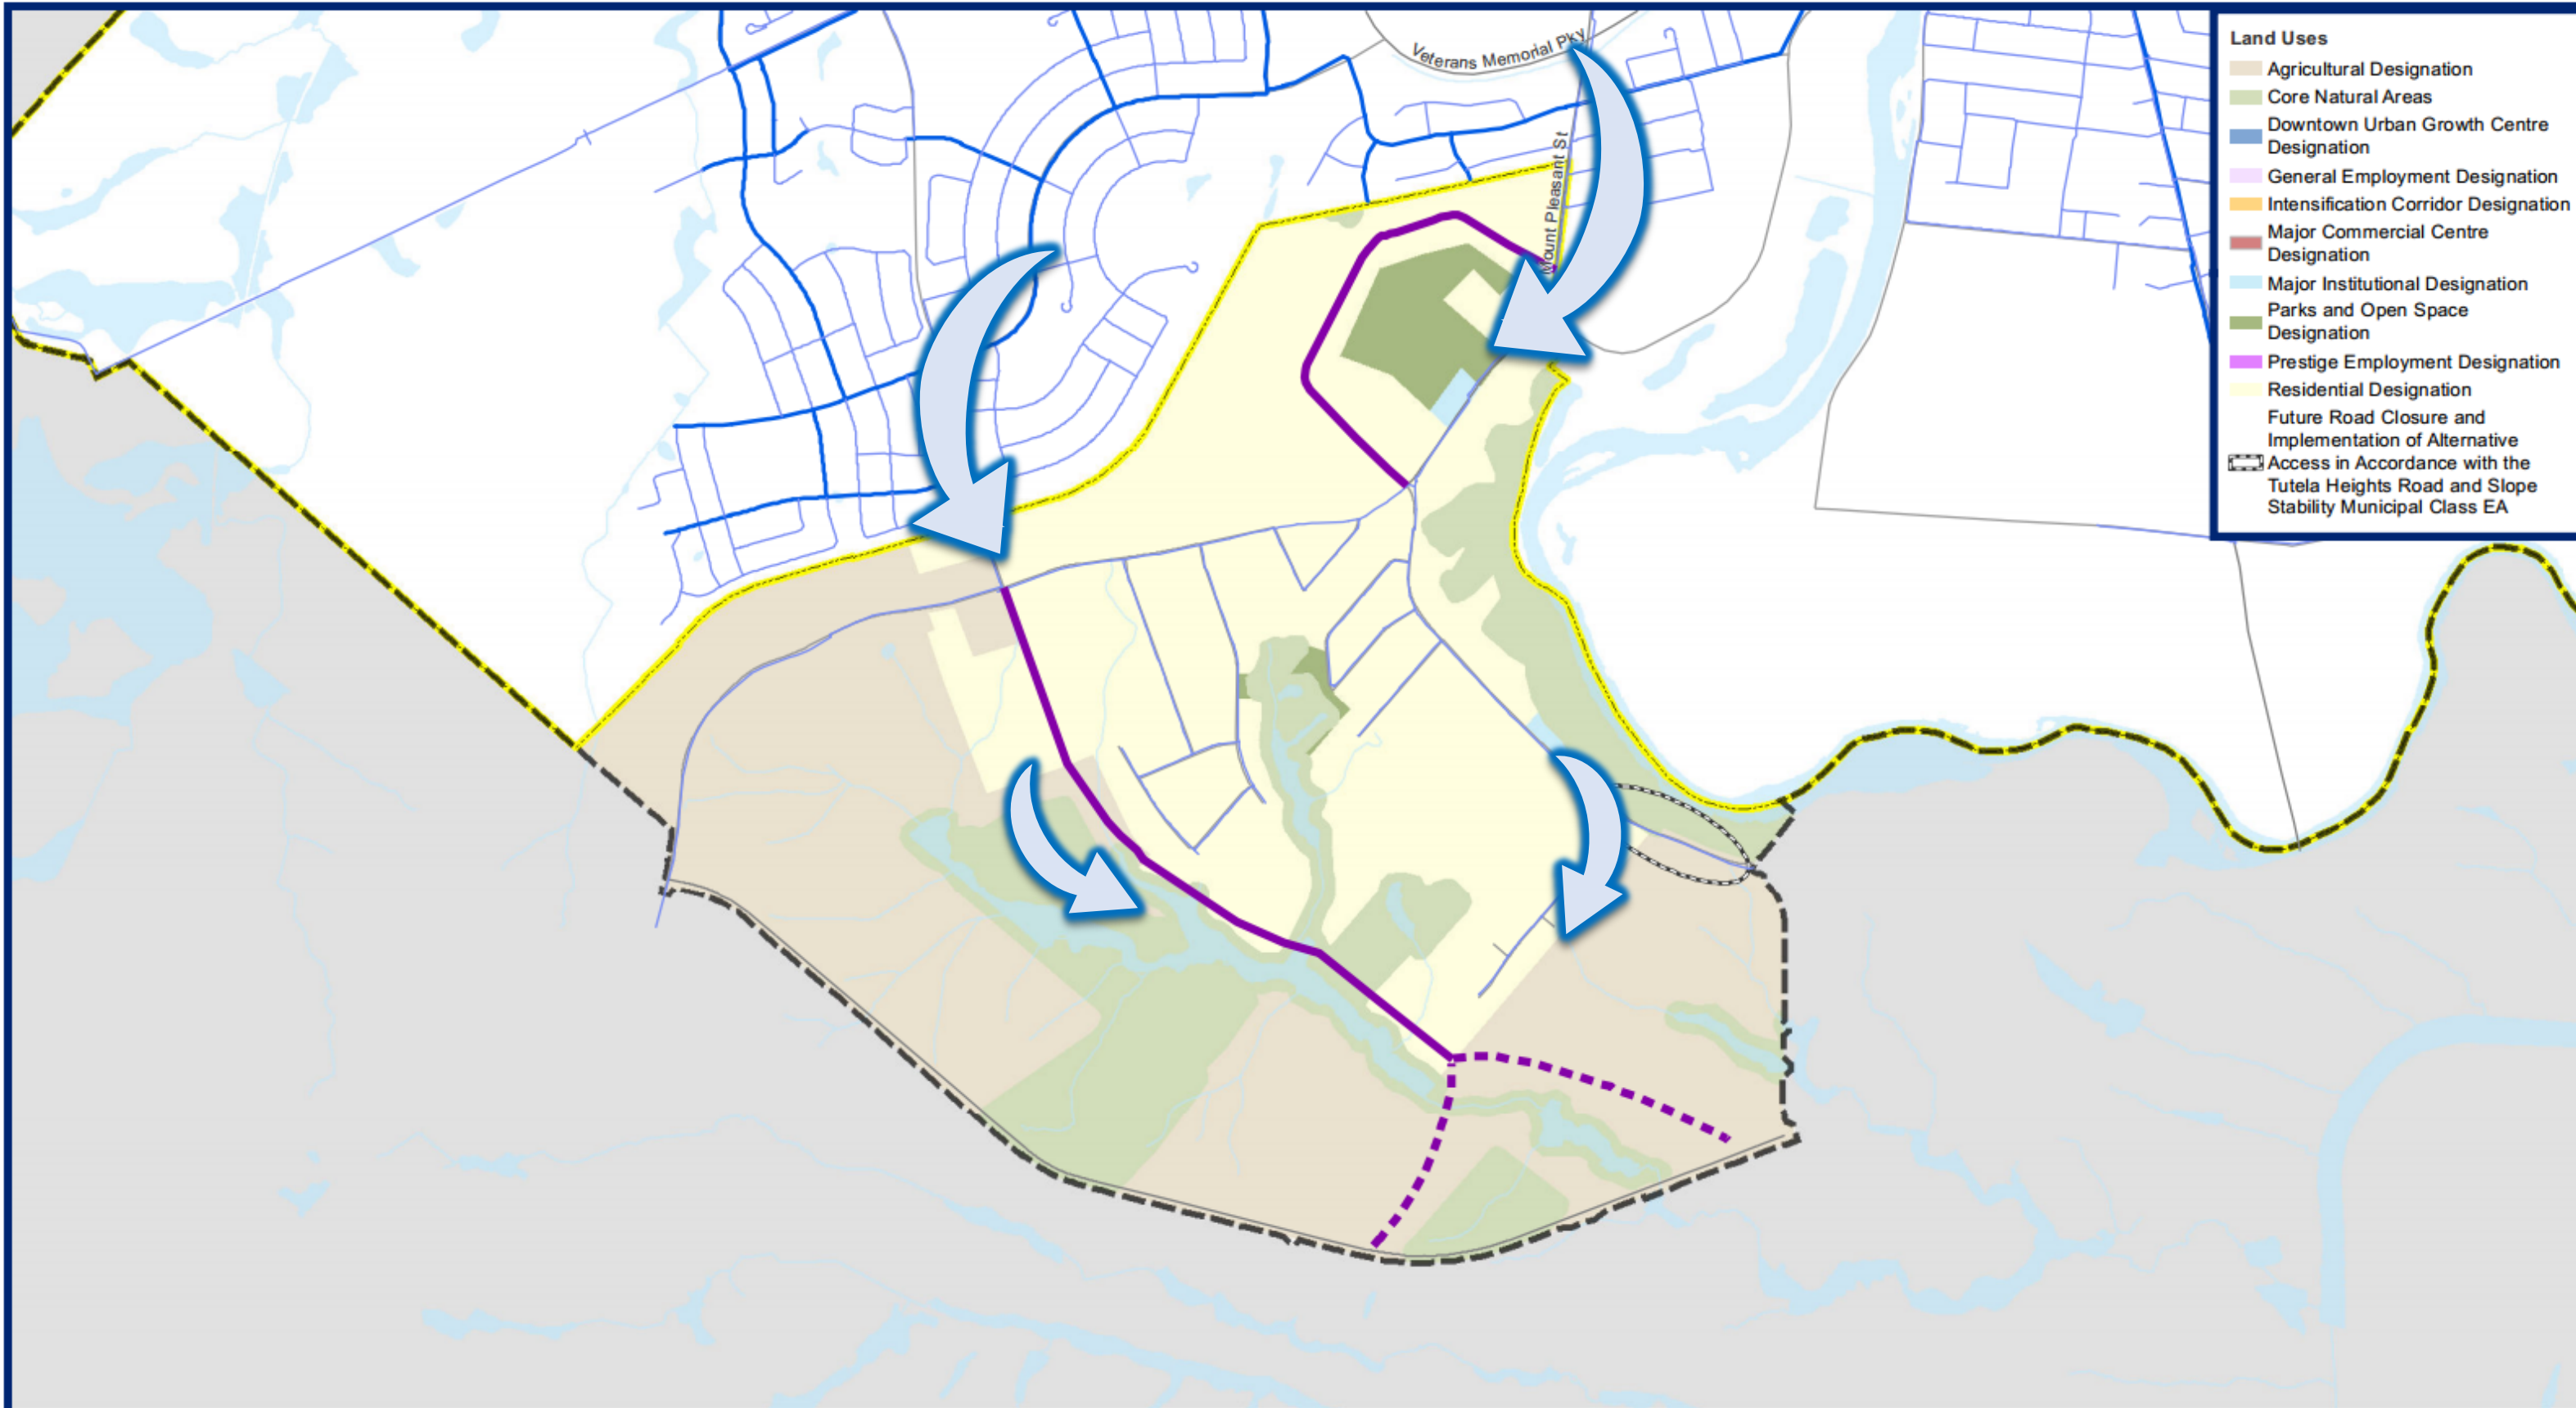 Veterans Memorial Pky
Mount Pleasant St
Land Uses
Agricultural Designation
Core Natural Areas
Downtown Urban Growth Centre
Designation
General Employment Designation
Intensification Corridor Designation
Major Commercial Centre
Designation
Major Institutional Designation
Parks and Open Space
Designation
Prestige Employment Designation
Residential Designation
Future Road Closure and
Implementation of Alternative
Access in Accordance with the
Tutela Heights Road and Slope
Stability Municipal Class EA